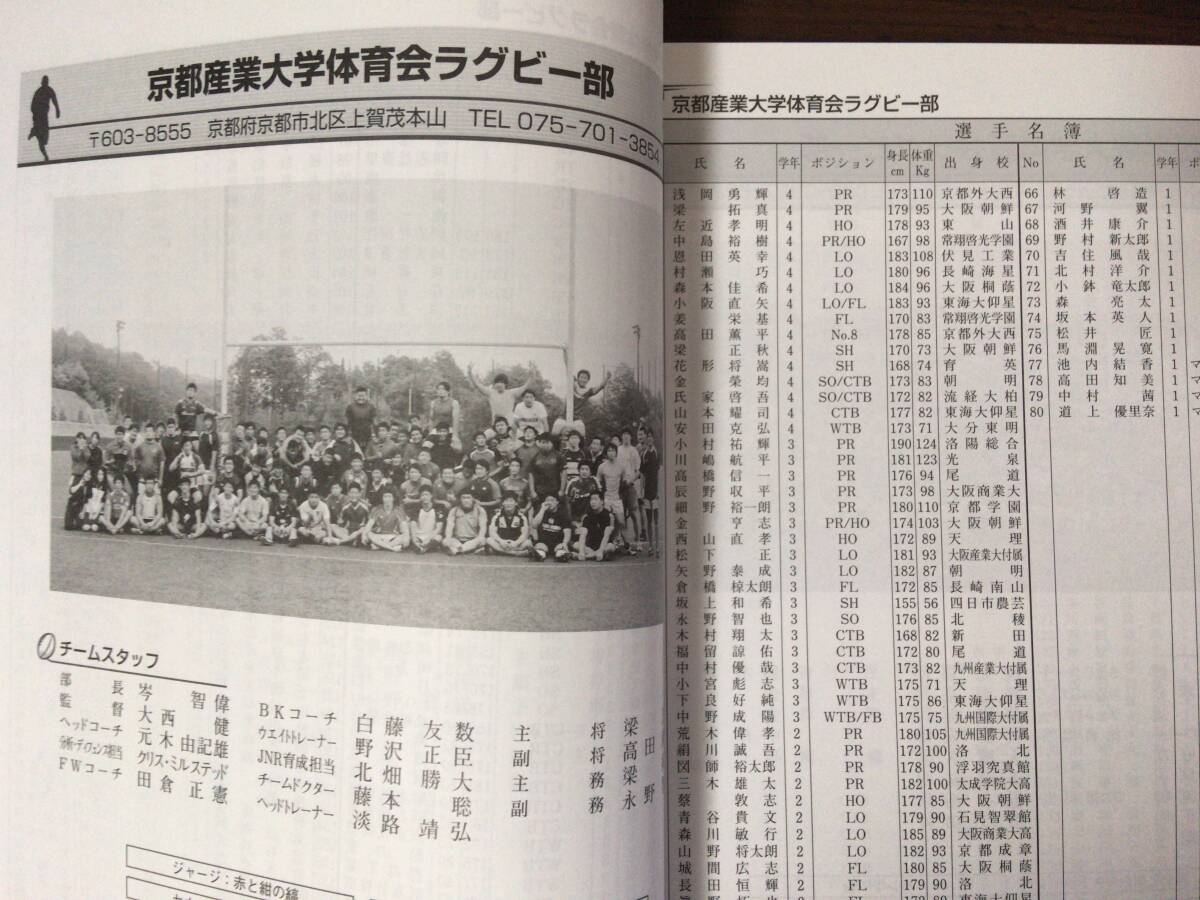 京都産業大学体育会ラグビー部
〒603-8555 京都府京都市北区上賀茂本山 TEL 075-701-3854
チームスタッフ
部長 岑智偉
監督 大西健
ヘッドコーチ 元木由記雄
分析・デフェンス担当 クリス・ミルステッド
FWコーチ 田倉正憲
BKコーチ 白藤友数
ウエイトトレーナー 野沢正臣
JNR育成担当 北畑勝大
チームドクター 藤本聡
ヘッドトレーナー 淡路靖弘
主将 梁
副将 高田
主務 梁
副務 永野
ジャージ:赤と紺の縞
京都産業大学体育会ラグビー部
選手名簿
氏名 学年 ポジション 身長cm 体重Kg 出身校 No 氏名 学年
浅岡勇輝 4 PR 173 110 京都外大西 66 林啓造 1
梁拓真 4 PR 179 95 大阪朝鮮 67 河野翼 1
左近孝明 4 HO 178 93 東山 68 酒井康介 1
中島裕樹 4 PR/HO 167 98 常翔啓光学園 69 野村新太郎 1
恩田英幸 4 LO 183 108 伏見工業 70 吉住風哉 1
村瀬巧 4 LO 180 96 長崎海星 71 北村洋介 1
森本佳希 4 LO 184 96 大阪桐蔭 72 小鉢竜太郎 1
小阪直矢 4 LO/FL 183 93 東海大仰星 73 森亮太 1
姜栄基 4 FL 170 83 常翔啓光学園 74 坂本英人 1
高田薫平 4 No.8 178 85 京都外大西 75 松井匠 1
梁正秋 4 SH 170 73 大阪朝鮮 76 馬淵晃寛 1
花形将嵩 4 SH 168 74 育英 77 池内結香 1 マ
金榮均 4 SO/CTB 173 83 朝明 78 高田知美 1 マ
氏家啓吾 4 SO/CTB 172 82 流経大柏 79 中村茜 1 マ
山本耀司 4 CTB 177 82 東海大仰星 80 道上優里奈 1 マ
安田克弘 4 WTB 173 71 大分東明
小村祐輝 3 PR 190 124 洛陽総合
川嶋航平 3 PR 181 123 光泉
高橋信一 3 PR 176 94 尾道
辰野収平 3 PR 173 98 大阪商業大
細野裕一朗 3 PR 180 110 京都学園
金亨志 3 PR/HO 174 103 大阪朝鮮
西山直孝 3 HO 172 89 天理
松下正 3 LO 181 93 大阪産業大付属
矢野泰成 3 LO 182 87 朝明
倉橋椋太朗 3 FL 172 85 長崎南山
坂上和希 3 SH 155 56 四日市農芸
永野智也 3 SO 176 85 北稜
木村翔太 3 CTB 168 82 新田
福留諒佑 3 CTB 172 80 尾道
中村優哉 3 CTB 173 82 九州産業大付属
小宮彪志 3 WTB 175 71 天理
下良好純 3 WTB 175 86 東海大仰星
中野成陽 3 WTB/FB 175 75 九州国際大付属
荒木偉孝 2 PR 180 105 九州国際大付属
絹川誠吾 2 PR 172 100 洛北
図師裕太郎 2 PR 178 90 浮羽究真館
三木雄太 2 PR 182 100 太成学院大高
蔡敦志 2 HO 177 85 大阪朝鮮
青谷貴文 2 LO 179 90 石見智翠館
森川敏行 2 LO 185 89 大阪商業大高
山野将太朗 2 LO 182 93 京都成章
城間広志 2 FL 180 85 大阪桐蔭
長田恒輝 2 FL 179 90 洛北